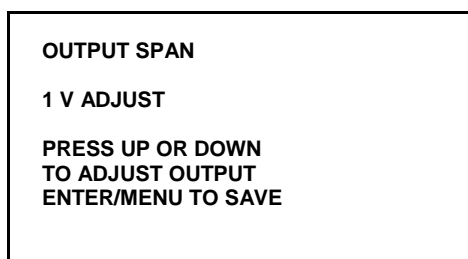 OUTPUT SPAN
1 V ADJUST
PRESS UP OR DOWN
TO ADJUST OUTPUT
ENTER/MENU TO SAVE